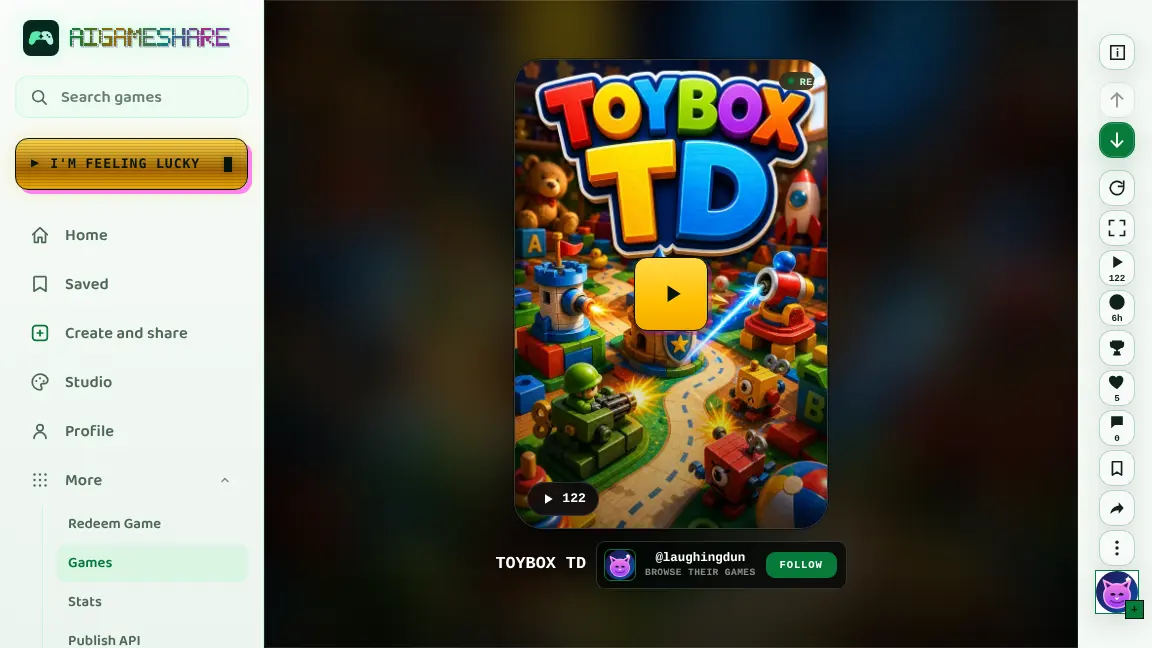 AIGAMESHARE
Search games
I'M FEELING LUCKY
Home
Saved
Create and share
Studio
Profile
More
Redeem Game
Games
Stats
Publish API
TOYBOX
TD
A
B
122
TOYBOX TD
@laughingdun
BROWSE THEIR GAMES
FOLLOW
122
6h
5
0